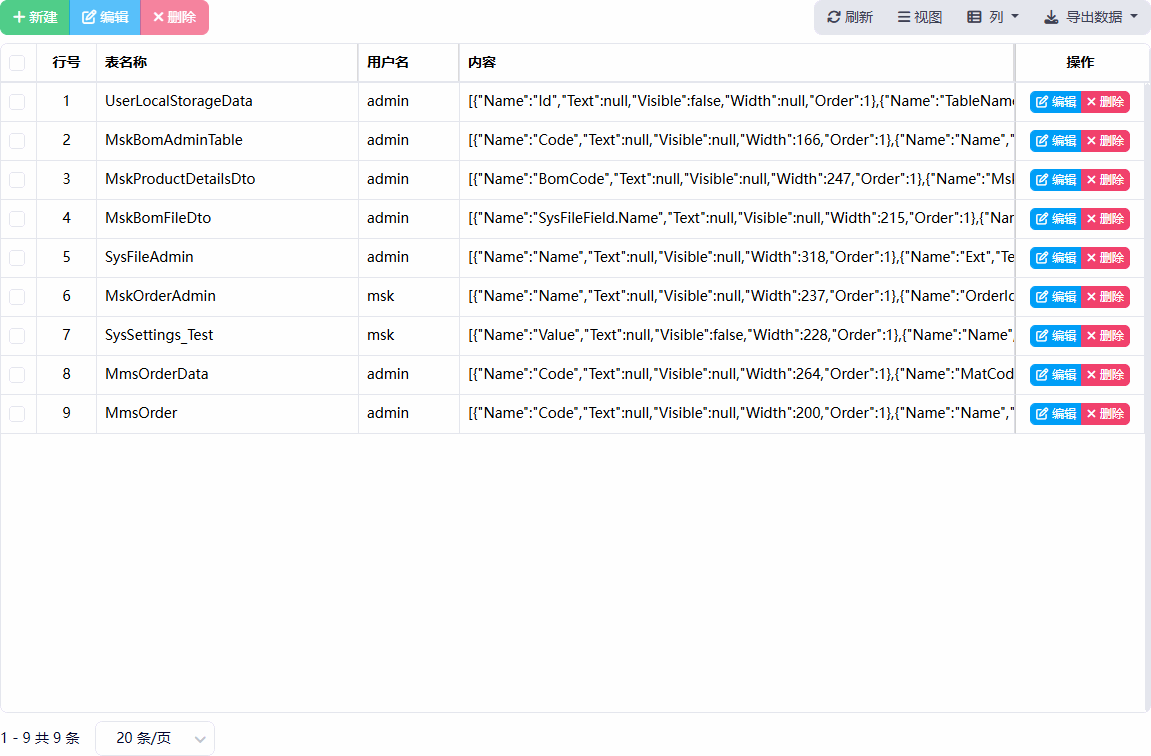 新建 编辑 删除 刷新 视图 列 导出数据
行号 表名称 用户名 内容 操作
1 UserLocalStorageData admin [{"Name":"Id","Text":null,"Visible":false,"Width":null,"Order":1},{"Name":"TableName 编辑 删除
2 MskBomAdminTable admin [{"Name":"Code","Text":null,"Visible":null,"Width":166,"Order":1},{"Name":"Name"," 编辑 删除
3 MskProductDetailsDto admin [{"Name":"BomCode","Text":null,"Visible":null,"Width":247,"Order":1},{"Name":"Msk 编辑 删除
4 MskBomFileDto admin [{"Name":"SysFileField.Name","Text":null,"Visible":null,"Width":215,"Order":1},{"Nar 编辑 删除
5 SysFileAdmin admin [{"Name":"Name","Text":null,"Visible":null,"Width":318,"Order":1},{"Name":"Ext","Te 编辑 删除
6 MskOrderAdmin msk [{"Name":"Name","Text":null,"Visible":null,"Width":237,"Order":1},{"Name":"OrderId 编辑 删除
7 SysSettings_Test msk [{"Name":"Value","Text":null,"Visible":false,"Width":228,"Order":1},{"Name":"Name", 编辑 删除
8 MmsOrderData admin [{"Name":"Code","Text":null,"Visible":null,"Width":264,"Order":1},{"Name":"MatCod 编辑 删除
9 MmsOrder admin [{"Name":"Code","Text":null,"Visible":null,"Width":200,"Order":1},{"Name":"Name"," 编辑 删除
1 - 9 共 9 条 20 条/页